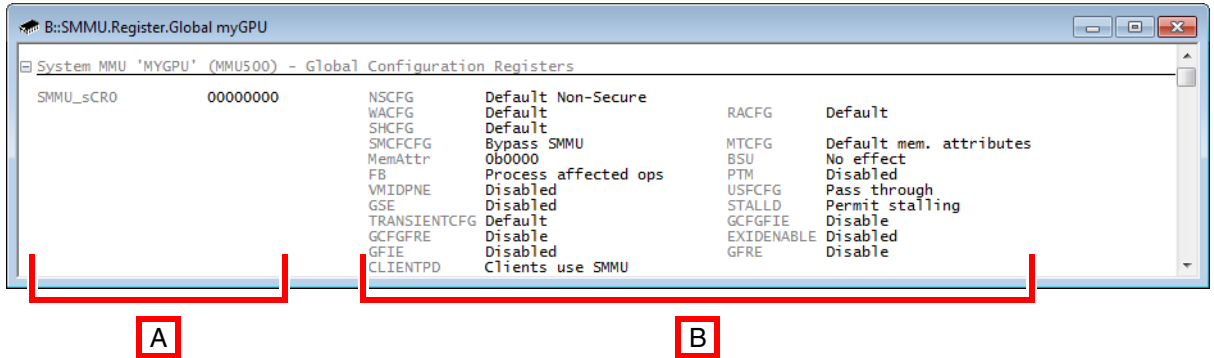 B::SMMU.Register.Global myGPU
System MMU 'MYGPU' (MMU500) - Global Configuration Registers
SMMU_sCR0 00000000 NSCFG Default Non-Secure
WACFG Default RACFG Default
SHCFG Default
SMCFCFG Bypass SMMU MTCFG Default mem. attributes
MemAttr 0b0000 BSU No effect
FB Process affected ops PTM Disabled
VMIDPNE Disabled USFCFG Pass through
GSE Disabled STALLD Permit stalling
TRANSIENTCFG Default GCFGFIE Disable
GCFGFRE Disable EXIDENABLE Disabled
GFIE Disabled GFRE Disable
CLIENTPD Clients use SMMU
A B